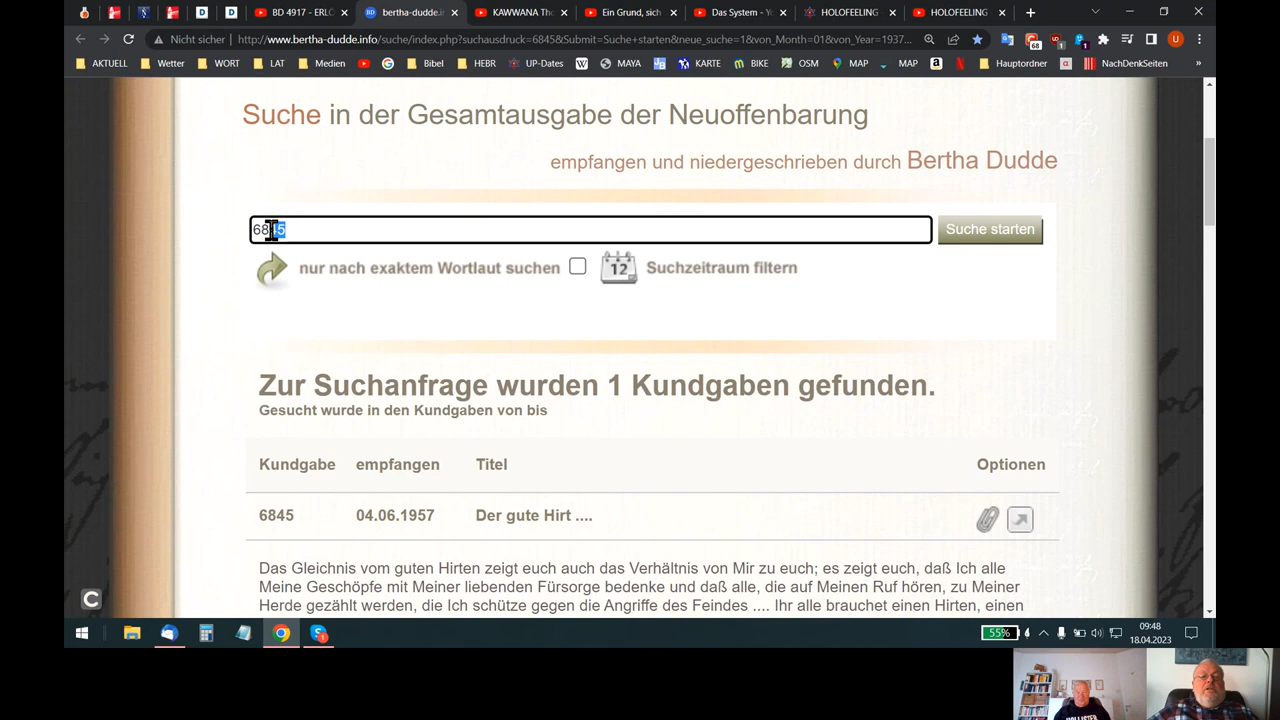 BD 4917 - ERLÖ
bertha-dudde.i
KAWWANA Th
Ein Grund, sich
Das System - Y
HOLOFEELING
HOLOFEELING
Nicht sicher | http://www.bertha-dudde.info/suche/index.php?suchausdruck=6845&Submit=Suche+starten&neue_suche=1&von_Month=01&von_Year=1937...
68
1
1
U
AKTUELL Wetter WORT LAT Medien Bibel HEBR UP-Dates MAYA KARTE BIKE OSM MAP MAP Hauptordner NachDenkSeiten »
Suche in der Gesamtausgabe der Neuoffenbarung
empfangen und niedergeschrieben durch Bertha Dudde
6845
Suche starten
nur nach exaktem Wortlaut suchen
12
Suchzeitraum filtern
Zur Suchanfrage wurden 1 Kundgaben gefunden.
Gesucht wurde in den Kundgaben von bis
Kundgabe empfangen Titel Optionen
6845 04.06.1957 Der gute Hirt ....
Das Gleichnis vom guten Hirten zeigt euch auch das Verhältnis von Mir zu euch; es zeigt euch, daß Ich alle
Meine Geschöpfe mit Meiner liebenden Fürsorge bedenke und daß alle, die auf Meinen Ruf hören, zu Meiner
Herde gezählt werden, die Ich schütze gegen die Angriffe des Feindes .... Ihr alle brauchet einen Hirten, einen
C
55%
09:48
18.04.2023
HOLLISTER